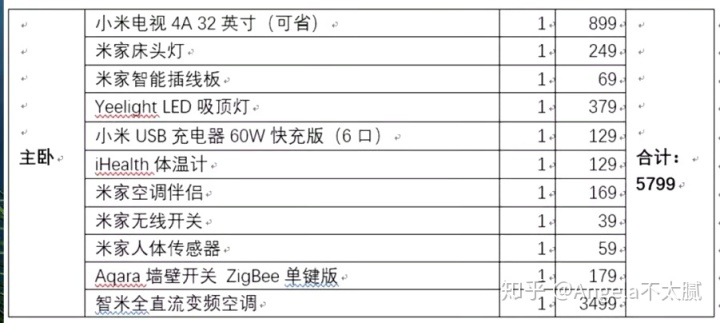 小米电视 4A 32 英寸（可省） 1 899
米家床头灯 1 249
米家智能插线板 1 69
Yeelight LED 吸顶灯 1 379
小米 USB 充电器 60W 快充版（6 口） 1 129
主卧 iHealth 体温计 1 129 合计：
米家空调伴侣 1 169 5799
米家无线开关 1 39
米家人体传感器 1 59
Aqara 墙壁开关 ZigBee 单键版 1 179
智米全直流变频空调 1 3499
知乎 @Angela不太腻